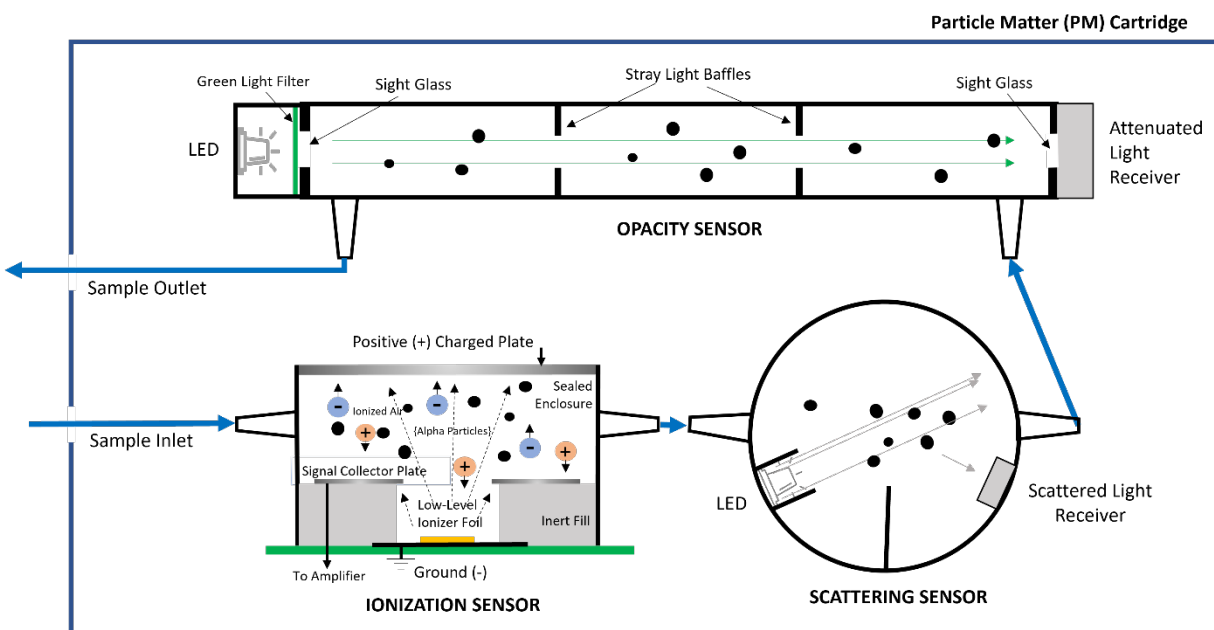 Particle Matter (PM) Cartridge
Green Light Filter
Sight Glass
Stray Light Baffles
Sight Glass
LED
Attenuated
Light
Receiver
OPACITY SENSOR
Sample Outlet
Positive (+) Charged Plate
Sealed
Enclosure
-
-
Ionized Air
+
{Alpha Particles}
-
+
Sample Inlet
Signal Collector Plate
+
Low-Level
Ionizer Foil
Inert Fill
To Amplifier
Ground (-)
IONIZATION SENSOR
LED
Scattered Light
Receiver
SCATTERING SENSOR